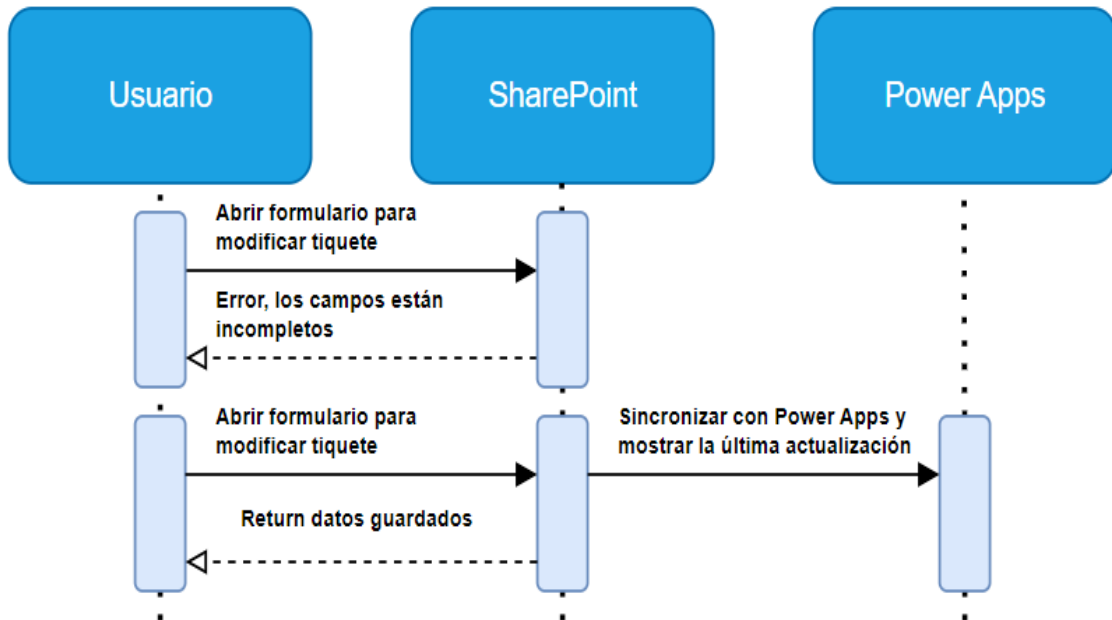 Usuario
SharePoint
Power Apps
Abrir formulario para
modificar tiquete
Error, los campos están
incompletos
Abrir formulario para
modificar tiquete
Sincronizar con Power Apps y
mostrar la última actualización
Return datos guardados